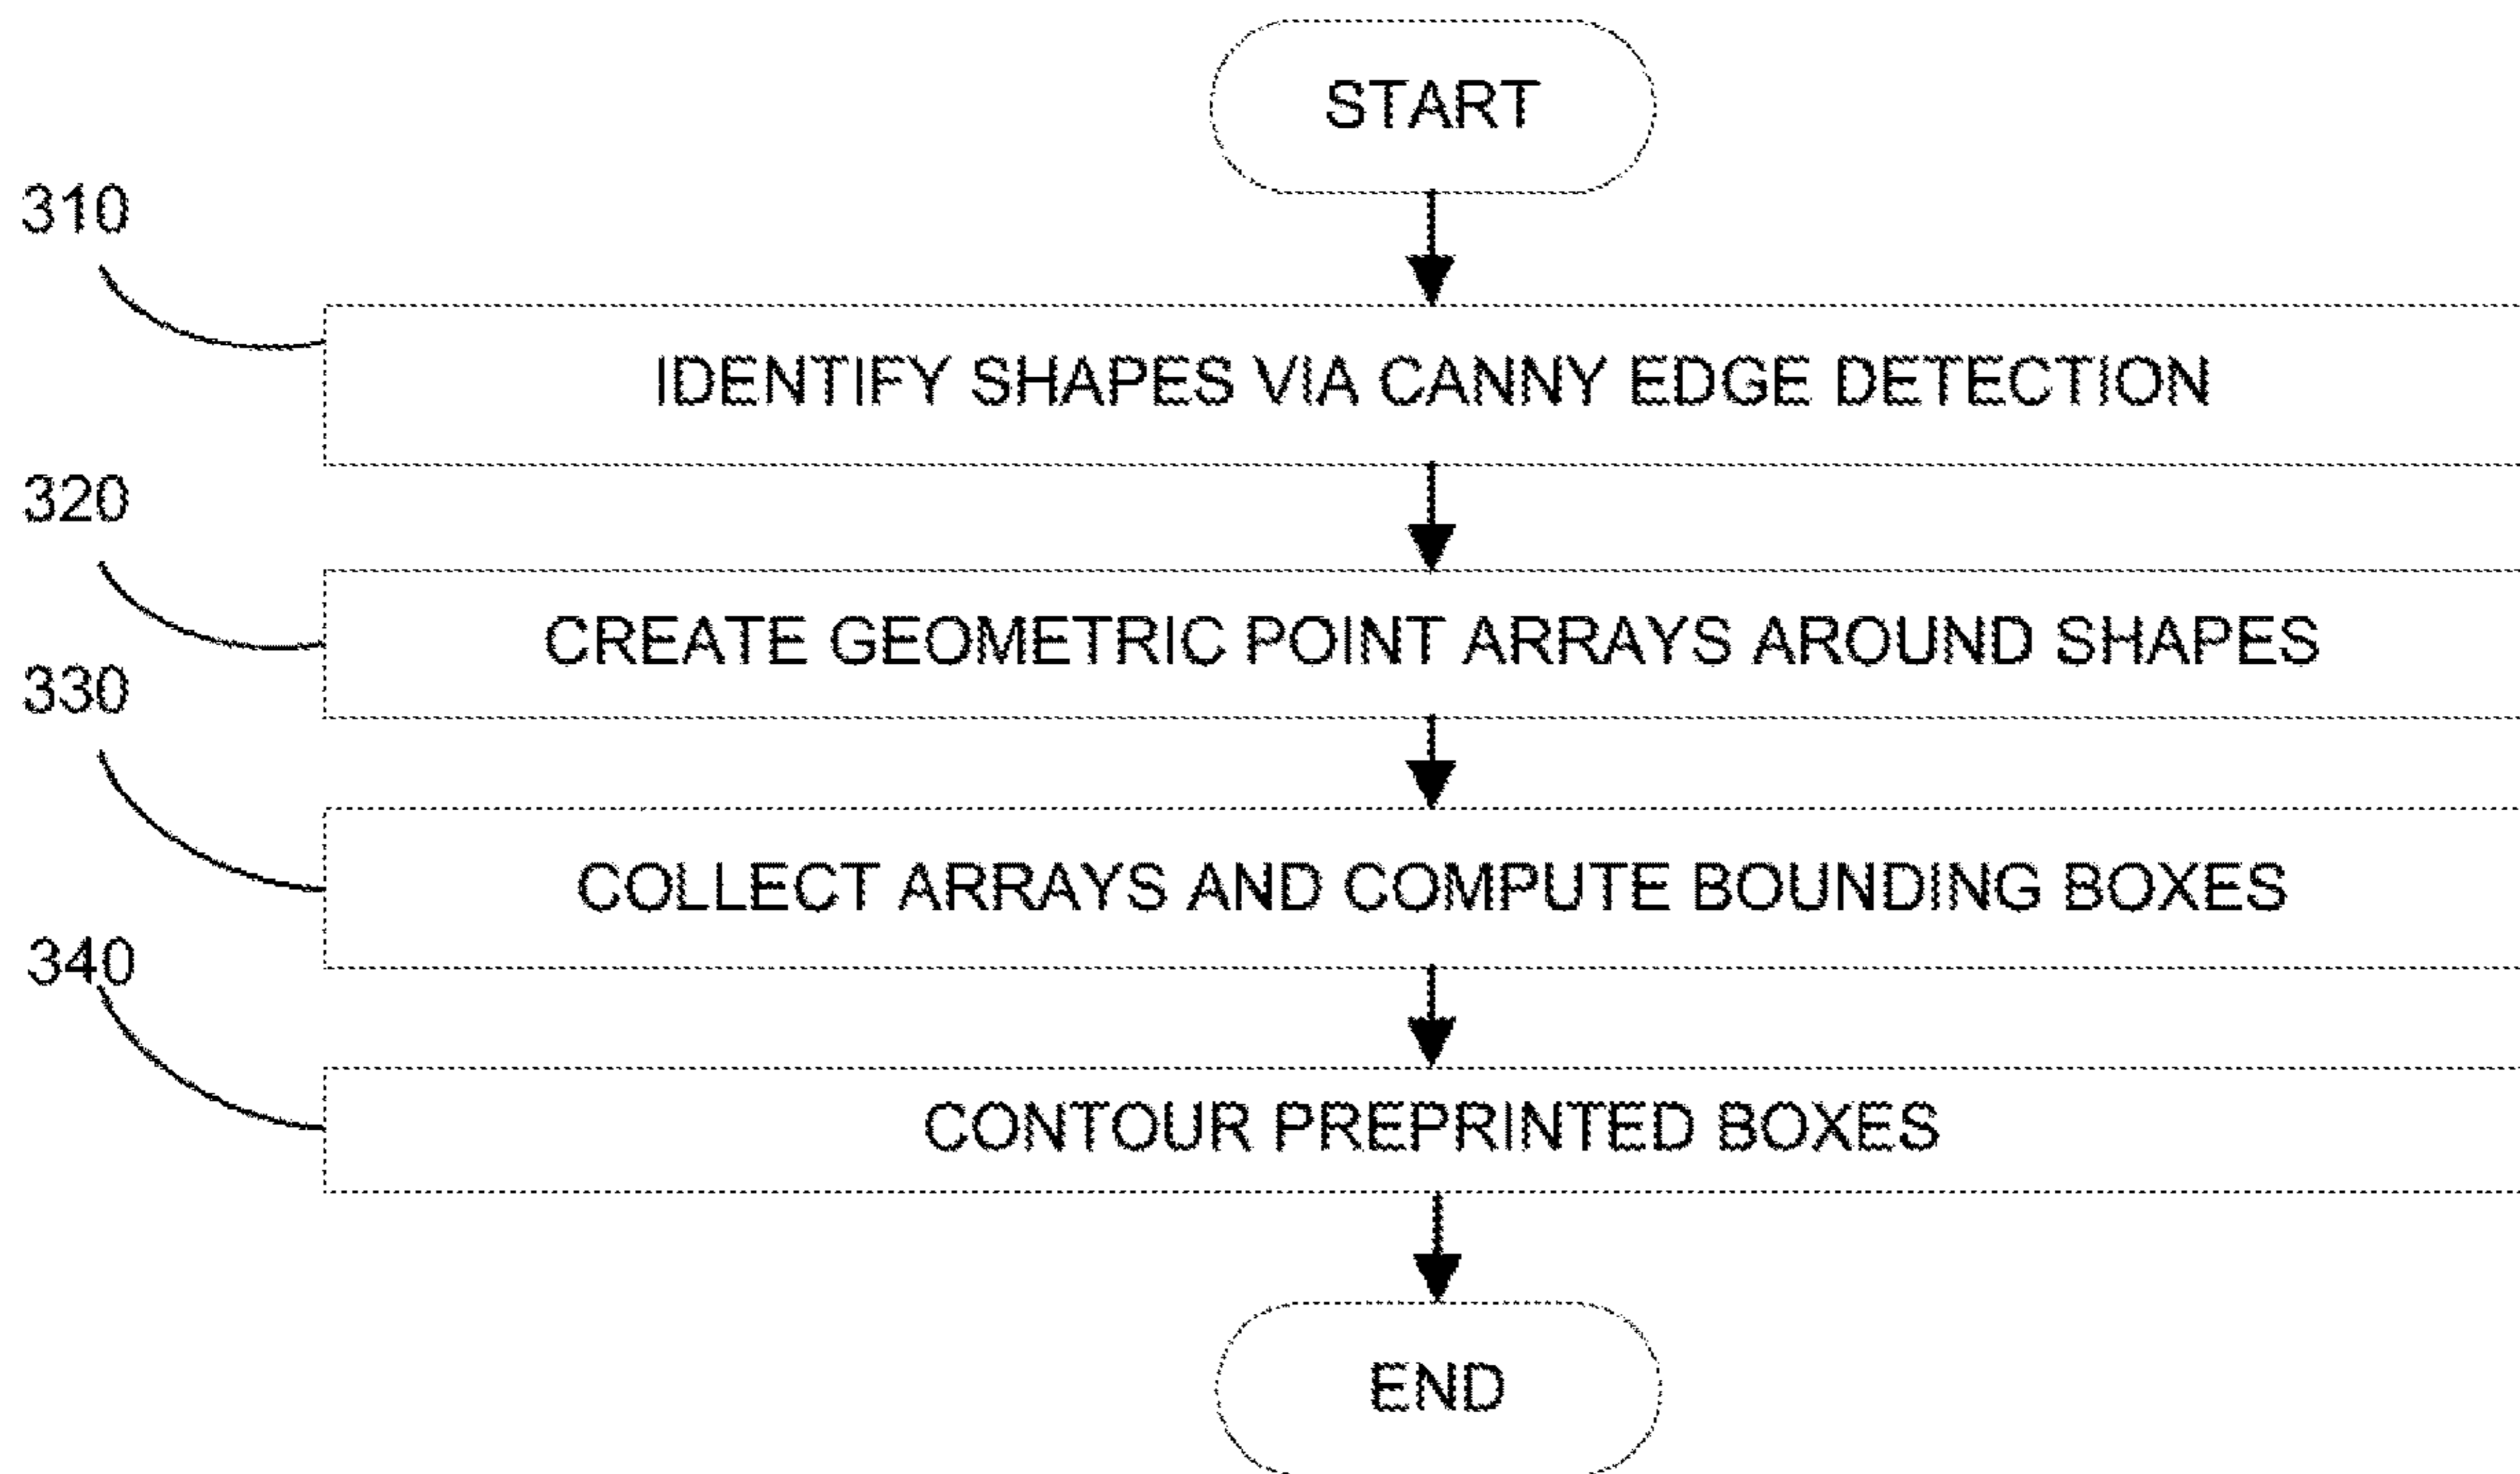 START
310
IDENTIFY SHAPES VIA CANNY EDGE DETECTION
320
CREATE GEOMETRIC POINT ARRAYS AROUND SHAPES
330
COLLECT ARRAYS AND COMPUTE BOUNDING BOXES
340
CONTOUR PREPRINTED BOXES
END